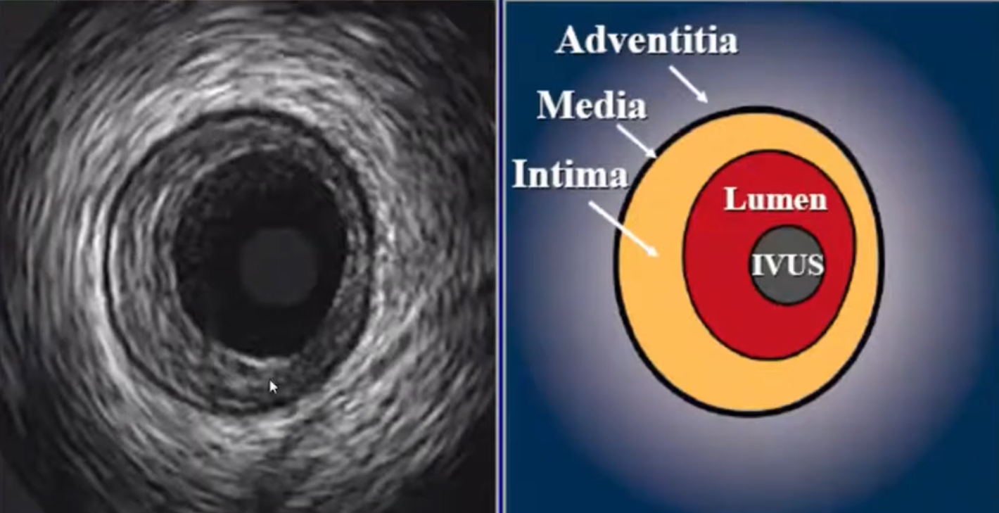 Adventitia
Media
Intima
Lumen
IVUS